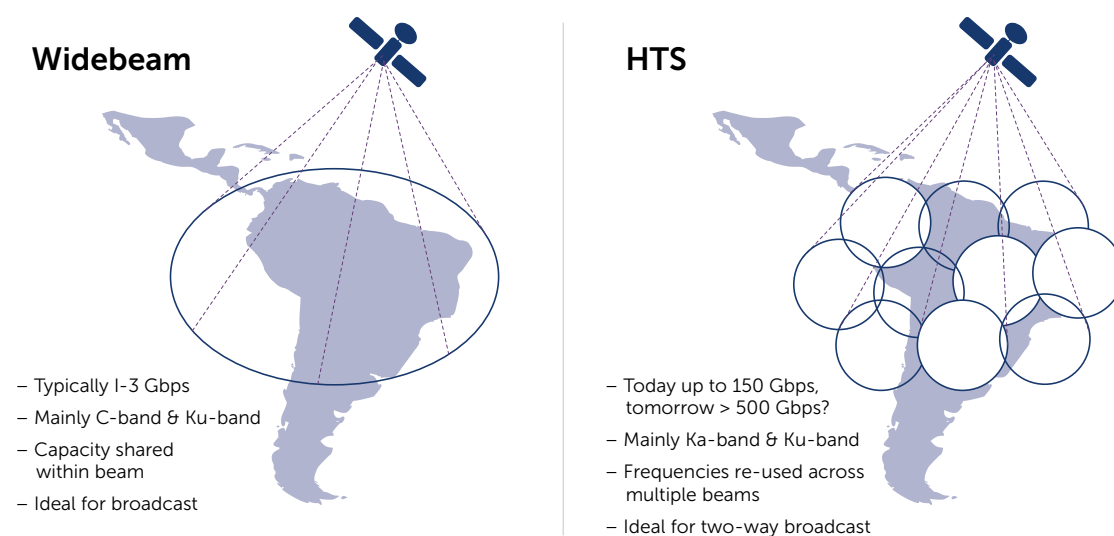 Widebeam
– Typically I-3 Gbps
– Mainly C-band & Ku-band
– Capacity shared
within beam
– Ideal for broadcast
HTS
– Today up to 150 Gbps,
tomorrow > 500 Gbps?
– Mainly Ka-band & Ku-band
– Frequencies re-used across
multiple beams
– Ideal for two-way broadcast